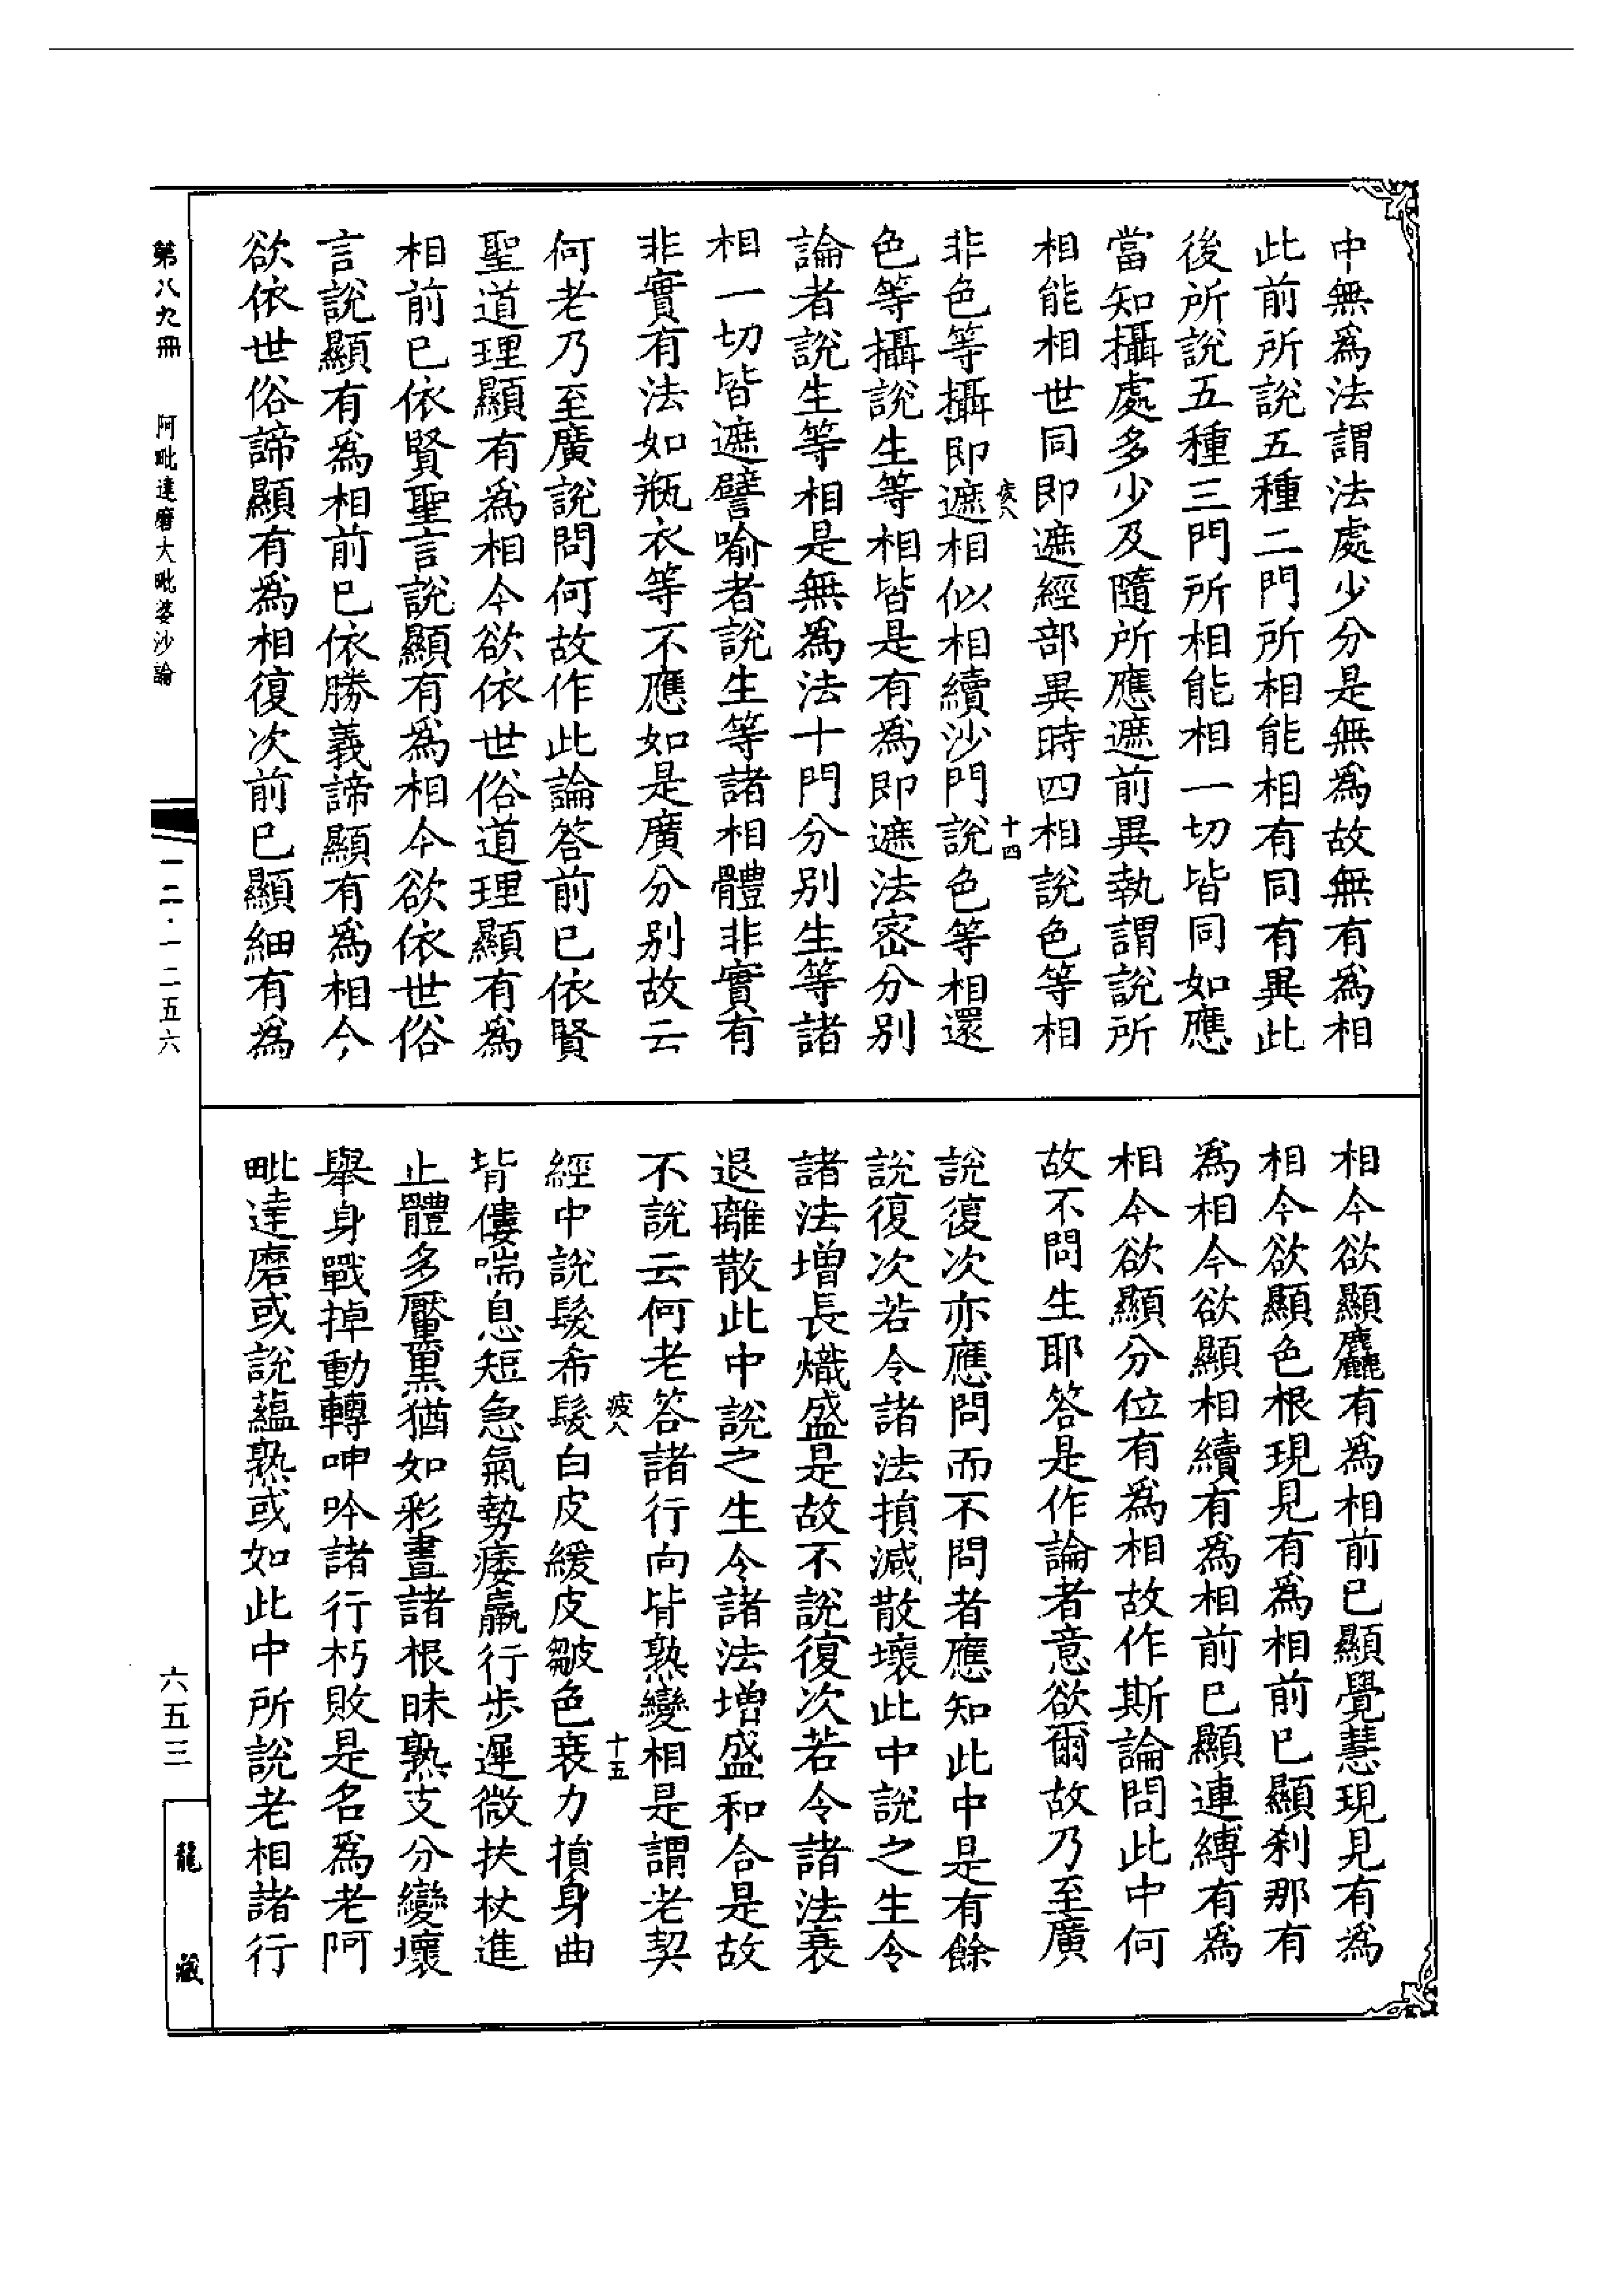 中無為法謂法處少分是無為故無有為相
此前所說五種二門所相能相有同有異此
後所說五種三門所相能相一切皆同如應
當知攝處多少及隨所應遮前異執謂說所
相能相世同即遮經部異時四相說色等相
疲八
十四
非色等攝即遮相似相續沙門說色等相還
色等攝說生等相皆是有為即遮法密分別
論者說生等相是無為法十門分別生等諸
相一切皆遮譬喻者說生等諸相體非實有
非實有法如瓶衣等不應如是廣分別故云
何老乃至廣說問何故作此論答前已依賢
聖道理顯有為相今欲依世俗道理顯有為
相前已依賢聖言說顯有為相今欲依世俗
言說顯有為相前已依勝義諦顯有為相今
欲依世俗諦顯有為相復次前已顯細有為
相今欲顯麤有為相前已顯覺慧現見有為
相今欲顯色根現見有為相前已顯刹那有
為相今欲顯相續有為相前已顯連縛有為
相今欲顯分位有為相故作斯論問此中何
故不問生耶答是作論者意欲爾故乃至廣
說復次亦應問而不問者應知此中是有餘
說復次若令諸法損減散壞此中說之生令
諸法增長熾盛是故不說復次若令諸法衰
退離散此中說之生令諸法增盛和合是故
不說云何老答諸行向背熟變相是謂老契
疲八
十五
經中說髮希髮白皮緩皮皺色衰力損身曲
背僂喘息短急氣勢痿羸行步遲微扶杖進
止體多黶黑猶如彩畫諸根昧熟支分變壞
舉身戰掉動轉呻吟諸行朽敗是名為老阿
毗達磨或說蘊熟或如此中所說老相諸行
第八九冊
阿毗達磨大毗婆沙論
一二·一二五六
六五三
龍藏